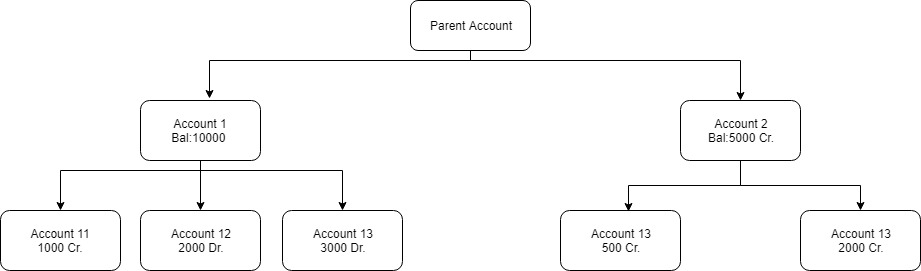 Parent Account
Account 1
Bal:10000
Account 2
Bal:5000 Cr.
Account 11
1000 Cr.
Account 12
2000 Dr.
Account 13
3000 Dr.
Account 13
500 Cr.
Account 13
2000 Cr.